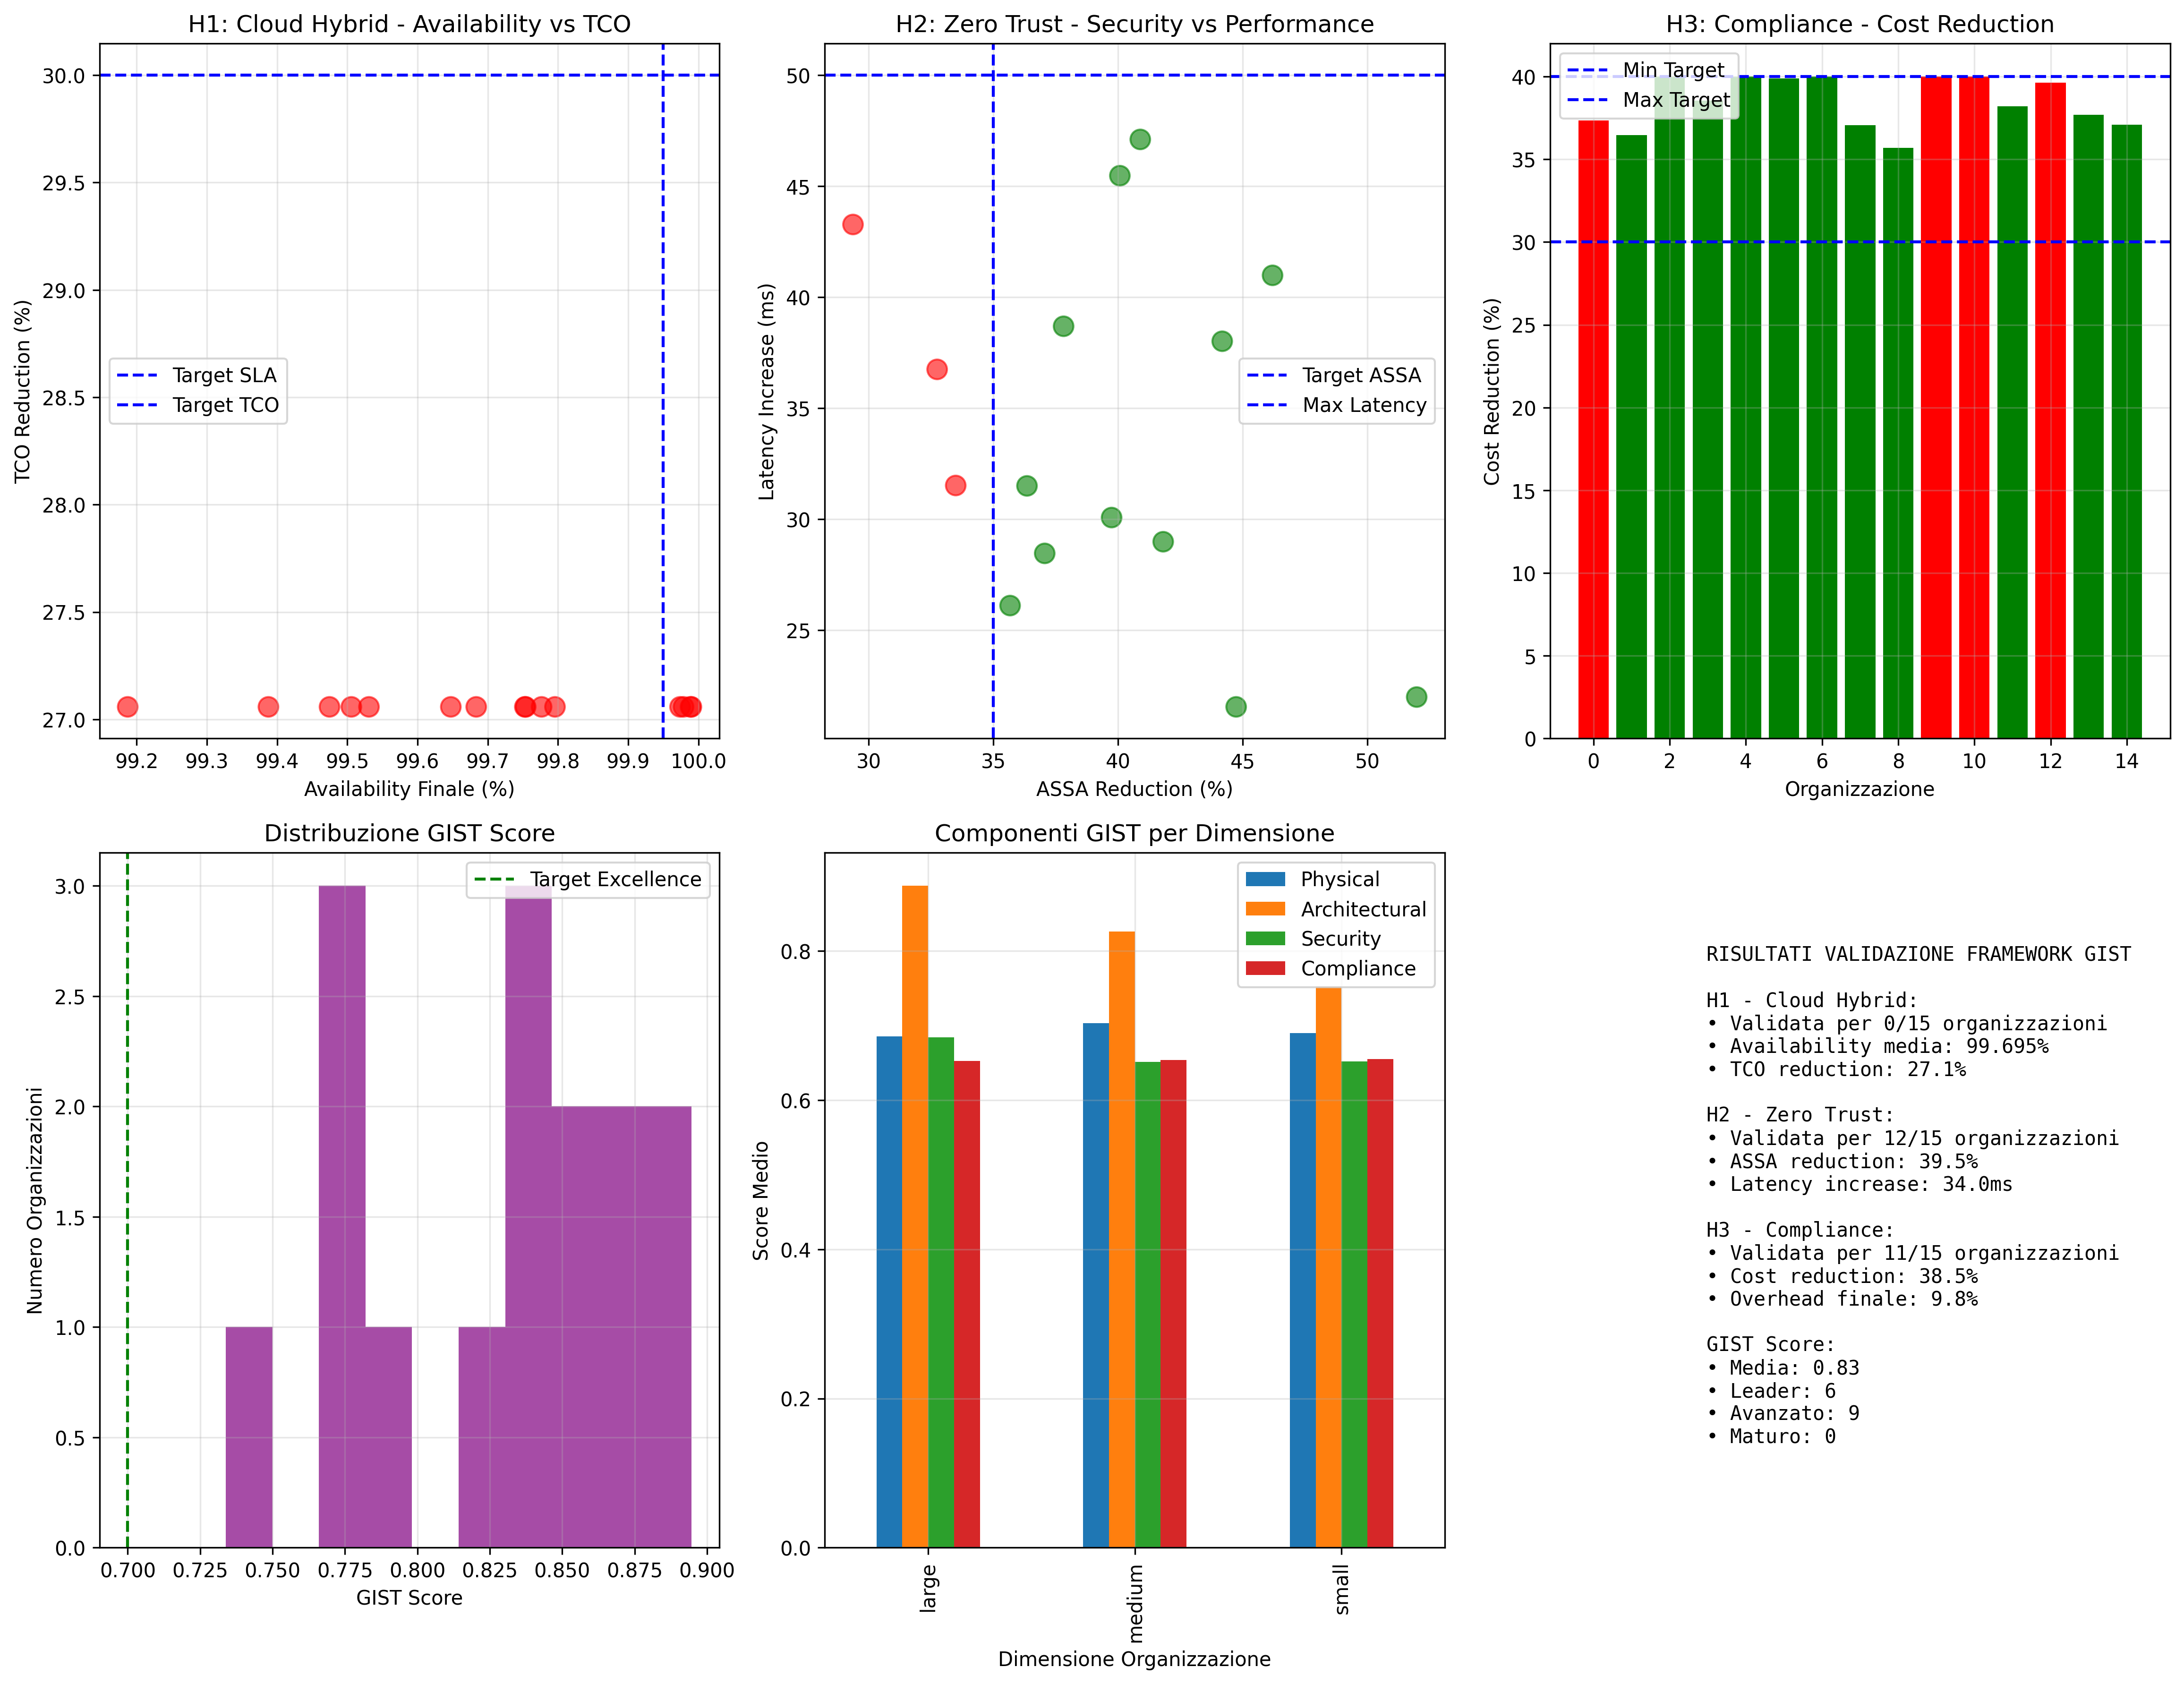 H1: Cloud Hybrid - Availability vs TCO
TCO Reduction (%)
30.0
29.5
29.0
28.5
28.0
27.5
27.0
Target SLA
Target TCO
99.2 99.3 99.4 99.5 99.6 99.7 99.8 99.9 100.0
Availability Finale (%)
H2: Zero Trust - Security vs Performance
Latency Increase (ms)
50
45
40
35
30
25
Target ASSA
Max Latency
30 35 40 45 50
ASSA Reduction (%)
H3: Compliance - Cost Reduction
Cost Reduction (%)
40
35
30
25
20
15
10
5
0
Min Target
Max Target
0 2 4 6 8 10 12 14
Organizzazione
Distribuzione GIST Score
Numero Organizzazioni
3.0
2.5
2.0
1.5
1.0
0.5
0.0
Target Excellence
0.700 0.725 0.750 0.775 0.800 0.825 0.850 0.875 0.900
GIST Score
Componenti GIST per Dimensione
Score Medio
0.8
0.6
0.4
0.2
0.0
Physical
Architectural
Security
Compliance
large
medium
small
Dimensione Organizzazione
RISULTATI VALIDAZIONE FRAMEWORK GIST
H1 - Cloud Hybrid:
• Validata per 0/15 organizzazioni
• Availability media: 99.695%
• TCO reduction: 27.1%
H2 - Zero Trust:
• Validata per 12/15 organizzazioni
• ASSA reduction: 39.5%
• Latency increase: 34.0ms
H3 - Compliance:
• Validata per 11/15 organizzazioni
• Cost reduction: 38.5%
• Overhead finale: 9.8%
GIST Score:
• Media: 0.83
• Leader: 6
• Avanzato: 9
• Maturo: 0